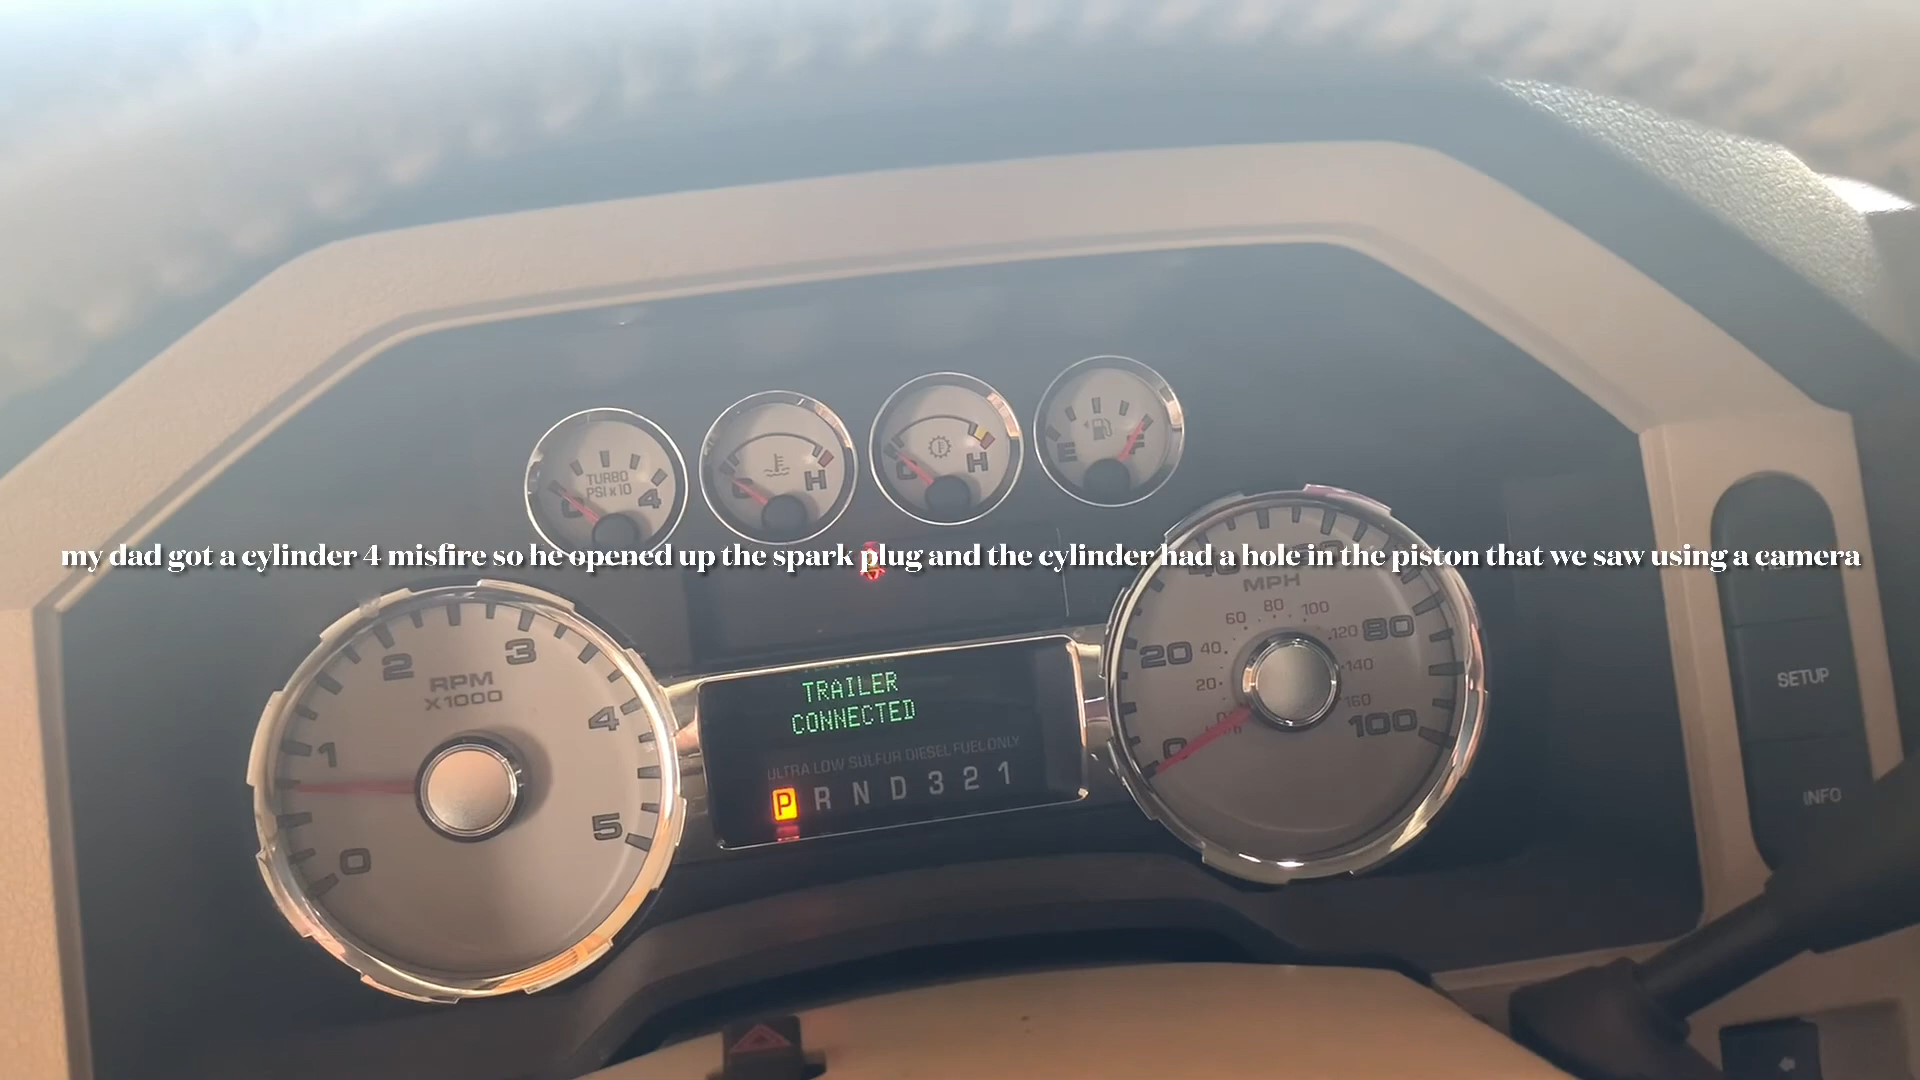 TURBO
PSI x 10
4
C
H
C
H
E
F
my dad got a cylinder 4 misfire so he opened up the spark plug and the cylinder had a hole in the piston that we saw using a camera
RPM
X1000
0
1
2
3
4
5
TRAILER
CONNECTED
ULTRA LOW SULFUR DIESEL FUEL ONLY
P R N D 3 2 1
MPH
0
20
40
80
100
20
40
60
80
100
120
140
160
SETUP
INFO